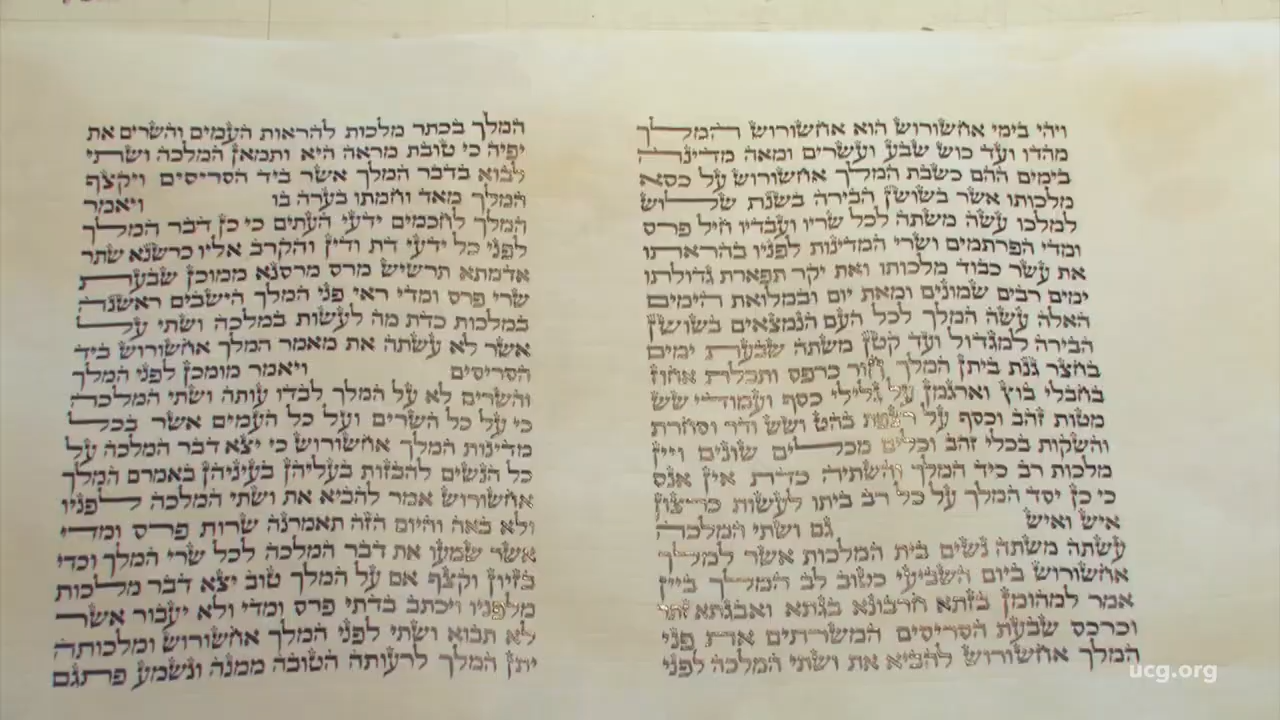 ויהי בימי אחשורוש הוא אחשורוש המלך
מהדו ועד כוש שבע ועשרים ומאה מדינה
בימים ההם כשבת המלך אחשורוש על כסא
מלכותו אשר בשושן הבירה בשנת שלוש
למלכו עשה משתה לכל שריו ועבדיו חיל פרס
ומדי הפרתמים ושרי המדינות לפניו בהראתו
את עשר כבוד מלכותו ואת יקר תפארת גדולתו
ימים רבים שמונים ומאת יום ובמלואת הימים
האלה עשה המלך לכל העם הנמצאים בשושן
הבירה למגדול ועד קטן משתה שבעת ימים
בחצר גנת ביתן המלך חור כרפס ותכלת אחוז
בחבלי בוץ וארגמן על גלילי כסף ועמודי שש
מטות זהב וכסף על רצפת בהט ושש ודר וסחרת
והשקות בכלי זהב וכלים מכלים שונים ויין
מלכות רב כיד המלך והשתיה כדת אין אנס
כי כן יסד המלך על כל רב ביתו לעשות כרצון
איש ואיש גם ושתי המלכה
עשתה משתה נשים בית המלכות אשר למלך
אחשורוש ביום השביעי כטוב לב המלך ביין
אמר למהומן בזתא חרבונא בגתא ואבגתא זתר
וכרכס שבעת הסריסים המשרתים את פני
המלך אחשורוש להביא את ושתי המלכה לפני
המלך בכתר מלכות להראות העמים והשרים את
יפיה כי טובת מראה היא ותמאן המלכה ושתי
לבוא בדבר המלך אשר ביד הסריסים ויקצף
המלך מאד וחמתו בערה בו ויאמר
המלך לחכמים ידעי העתים כי כן דבר המלך
לפני כל ידעי דת ודין והקרב אליו כרשנא שתר
אדמתא תרשיש מרס מרסנא ממוכן שבעת
שרי פרס ומדי ראי פני המלך הישבים ראשנה
במלכות כדת מה לעשות במלכה ושתי על
אשר לא עשתה את מאמר המלך אחשורוש ביד
הסריסים ויאמר מומכן לפני המלך
והשרים לא על המלך לבדו עותה ושתי המלכה
כי על כל השרים ועל כל העמים אשר בכל
מדינות המלך אחשורוש כי יצא דבר המלכה על
כל הנשים להבזות בעליהן בעיניהן באמרם המלך
אחשורוש אמר להביא את ושתי המלכה לפניו
ולא באה והיום הזה תאמרנה שרות פרס ומדי
אשר שמעו את דבר המלכה לכל שרי המלך וכדי
בזיון וקצף אם על המלך טוב יצא דבר מלכות
מלפניו ויכתב בדתי פרס ומדי ולא יעבור אשר
לא תבוא ושתי לפני המלך אחשורוש ומלכותה
יתן המלך לרעותה הטובה ממנה ונשמע פתגם
ucg.org